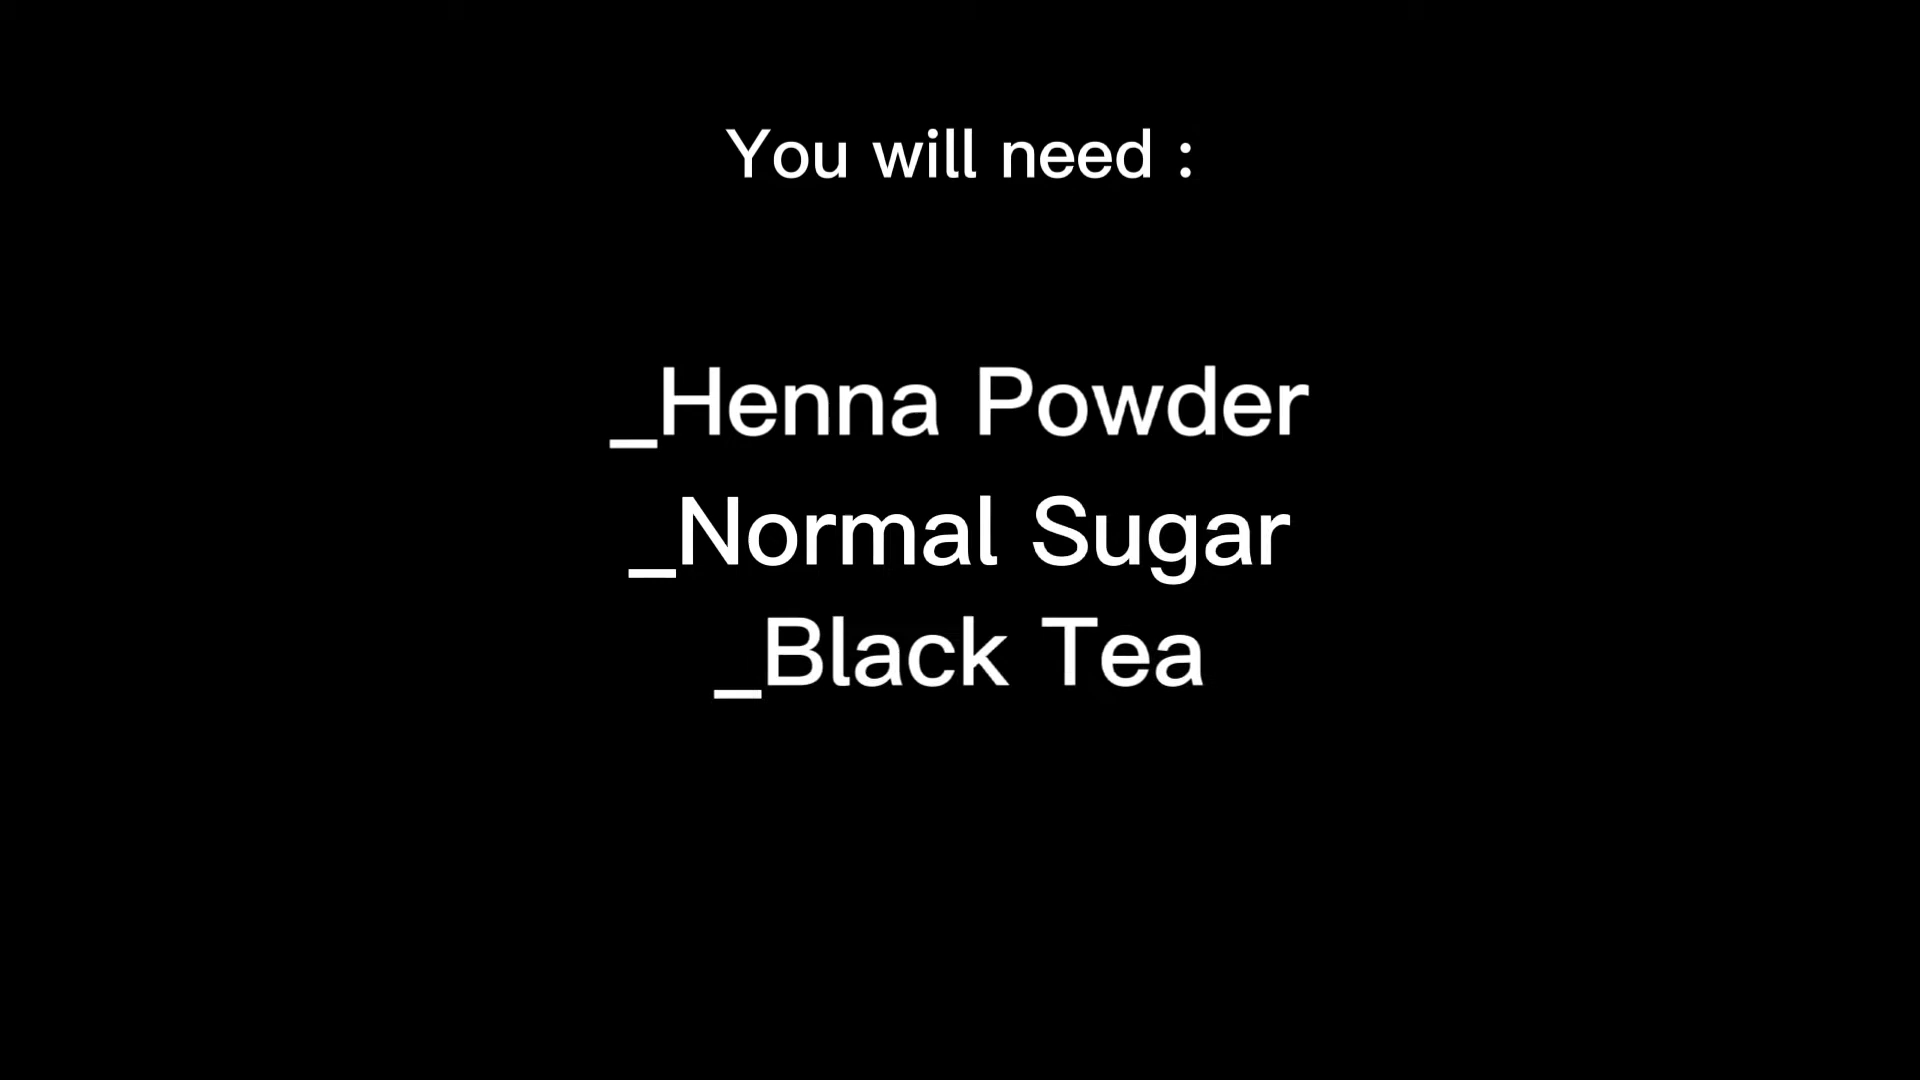 You will need :
_Henna Powder
_Normal Sugar
_Black Tea